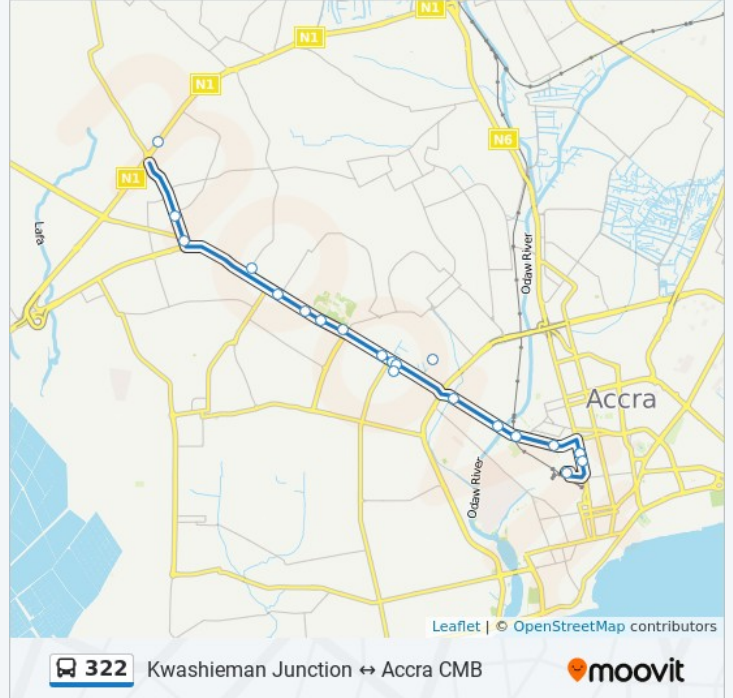 N1
N1
N1
N6
N1
Lafa
Odaw River
Accra
Odaw River
Leaflet | © OpenStreetMap contributors
322 Kwashieman Junction ↔ Accra CMB
moovit